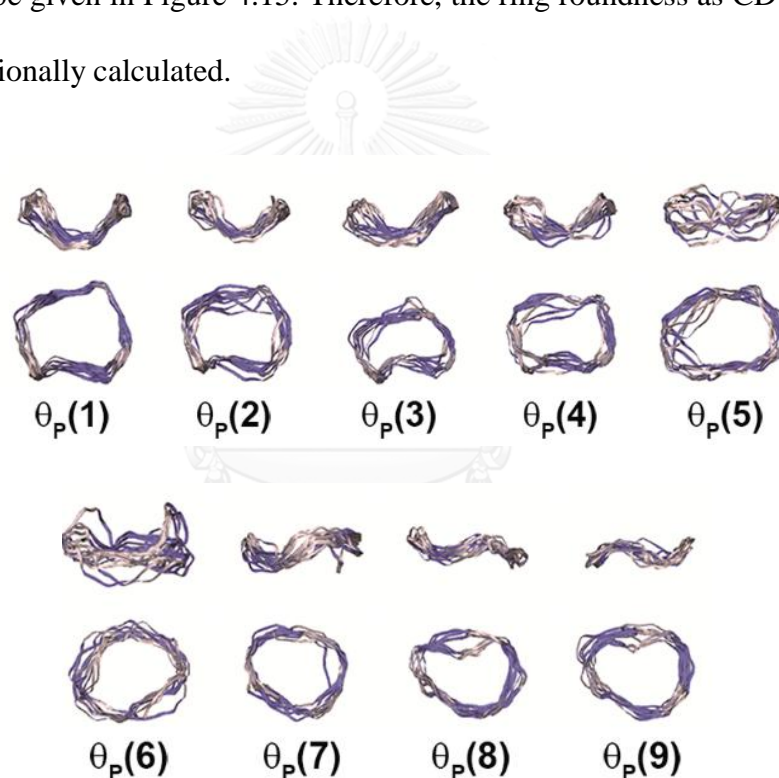 be given in Figure 4.13. Therefore, the ring roundness as CD
ionally calculated.
θP(1) θP(2) θP(3) θP(4) θP(5)
θP(6) θP(7) θP(8) θP(9)